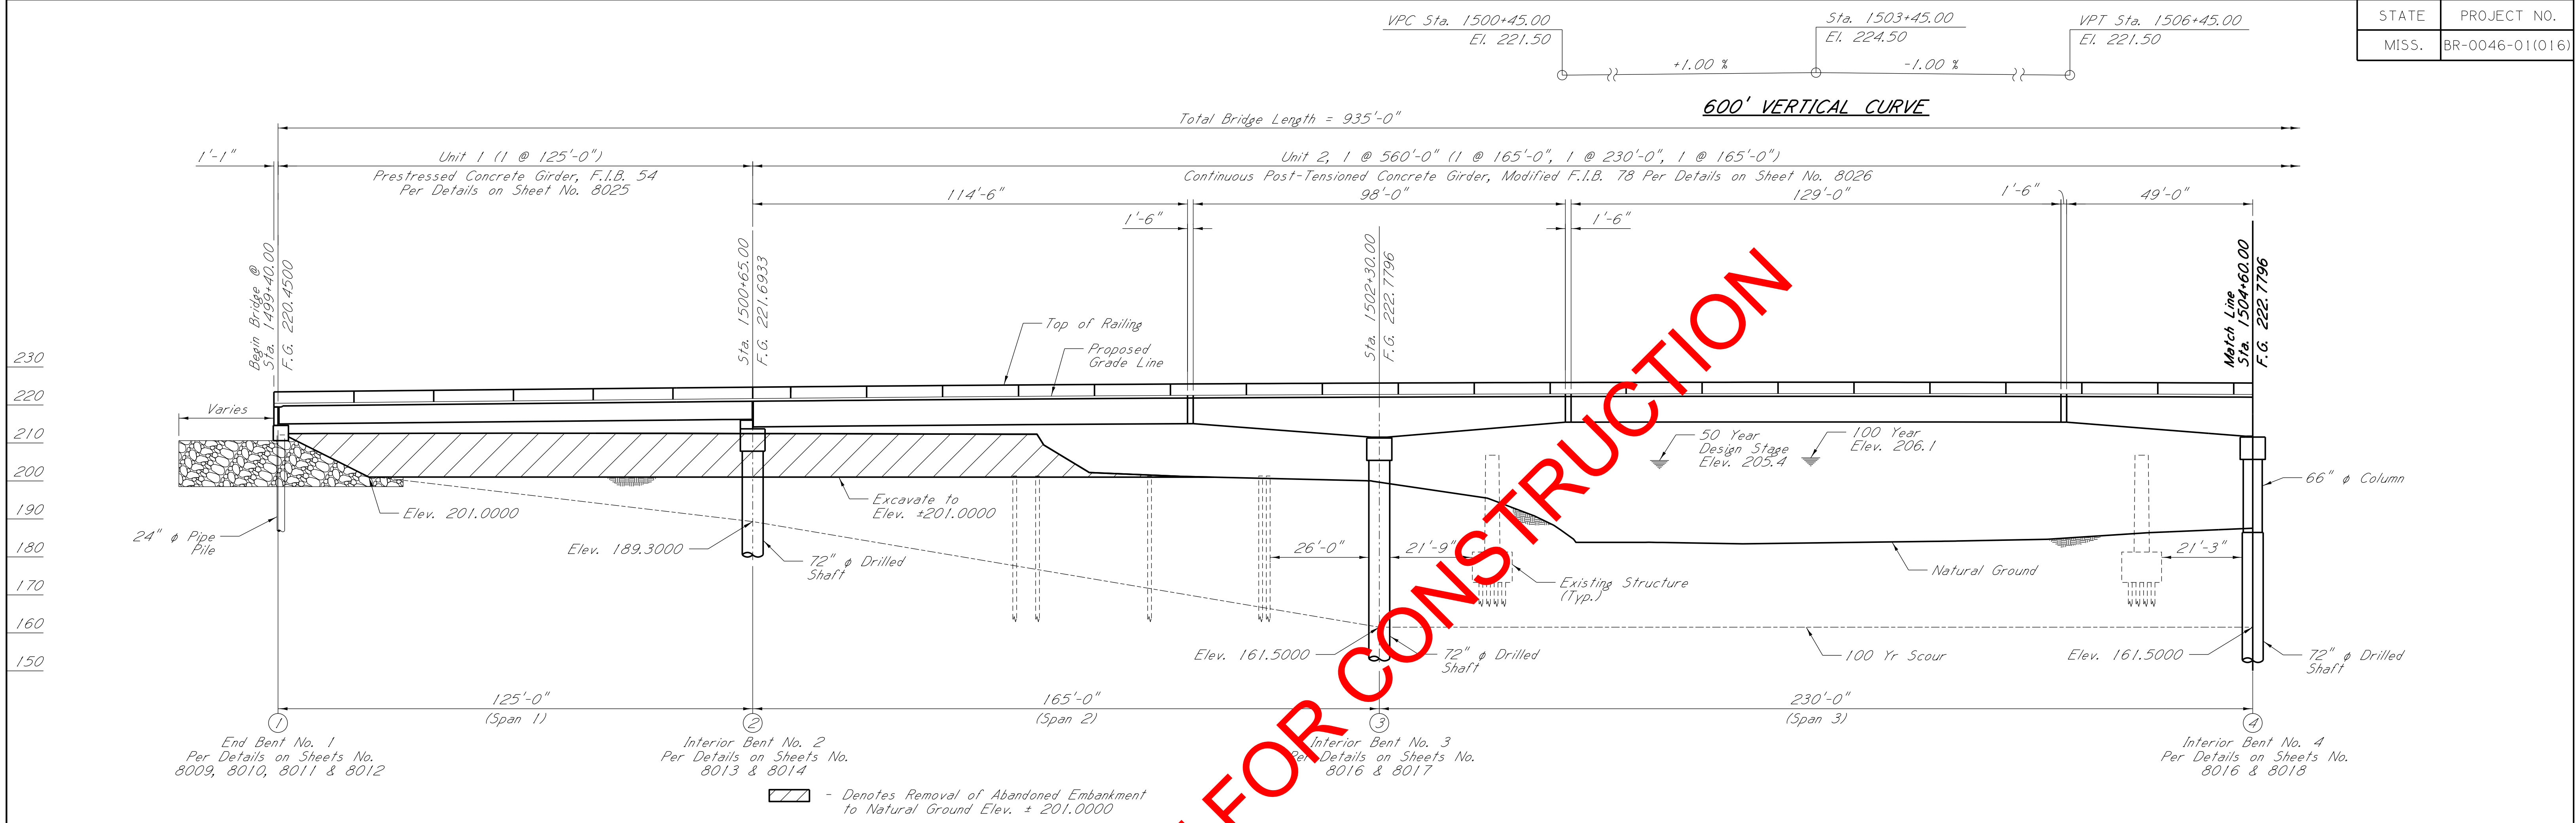 STATE PROJECT NO.
MISS. BR-0046-01(016)
VPC Sta. 1500+45.00
El. 221.50
Sta. 1503+45.00
El. 224.50
VPT Sta. 1506+45.00
El. 221.50
+1.00 %
-1.00 %
600' VERTICAL CURVE
Total Bridge Length = 935'-0"
1'-1"
Unit 1 (1 @ 125'-0")
Prestressed Concrete Girder, F.I.B. 54
Per Details on Sheet No. 8025
Unit 2, 1 @ 560'-0" (1 @ 165'-0", 1 @ 230'-0", 1 @ 165'-0")
Continuous Post-Tensioned Concrete Girder, Modified F.I.B. 78 Per Details on Sheet No. 8026
114'-6"
98'-0"
129'-0"
1'-6"
49'-0"
1'-6"
1'-6"
Begin Bridge @
Sta. 1499+40.00
F.G. 220.4500
Sta. 1500+65.00
F.G. 221.6933
Sta. 1502+30.00
F.G. 222.7796
Match Line
Sta. 1504+60.00
F.G. 222.7796
Top of Railing
Proposed
Grade Line
230
220
210
200
190
180
170
160
150
Varies
50 Year
Design Stage
Elev. 205.4
100 Year
Elev. 206.1
66" φ Column
Elev. 201.0000
Excavate to
Elev. ±201.0000
24" φ Pipe
Pile
Elev. 189.3000
72" φ Drilled
Shaft
26'-0"
21'-9"
21'-3"
Existing Structure
(Typ.)
Natural Ground
Elev. 161.5000
72" φ Drilled
Shaft
100 Yr Scour
Elev. 161.5000
72" φ Drilled
Shaft
125'-0"
(Span 1)
165'-0"
(Span 2)
230'-0"
(Span 3)
1
2
3
4
End Bent No. 1
Per Details on Sheets No.
8009, 8010, 8011 & 8012
Interior Bent No. 2
Per Details on Sheets No.
8013 & 8014
Interior Bent No. 3
Per Details on Sheets No.
8016 & 8017
Interior Bent No. 4
Per Details on Sheets No.
8016 & 8018
- Denotes Removal of Abandoned Embankment
to Natural Ground Elev. ± 201.0000
FOR CONSTRUCTION